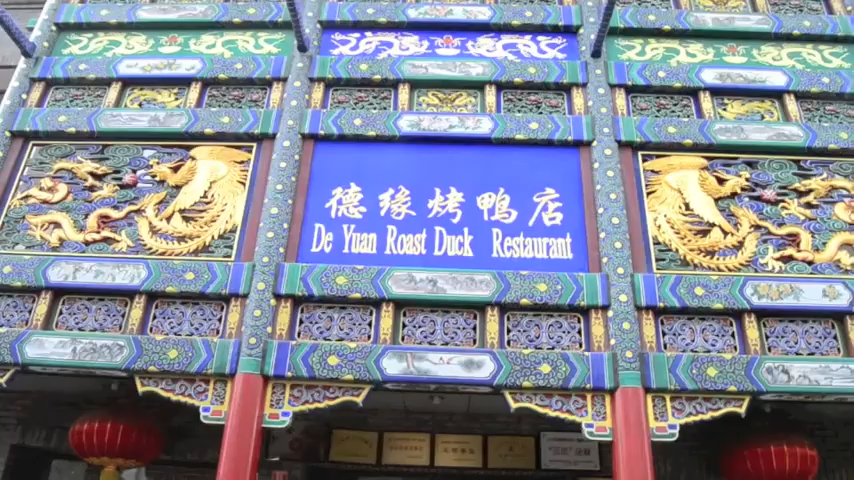 德缘烤鸭店
De Yuan Roast Duck Restaurant